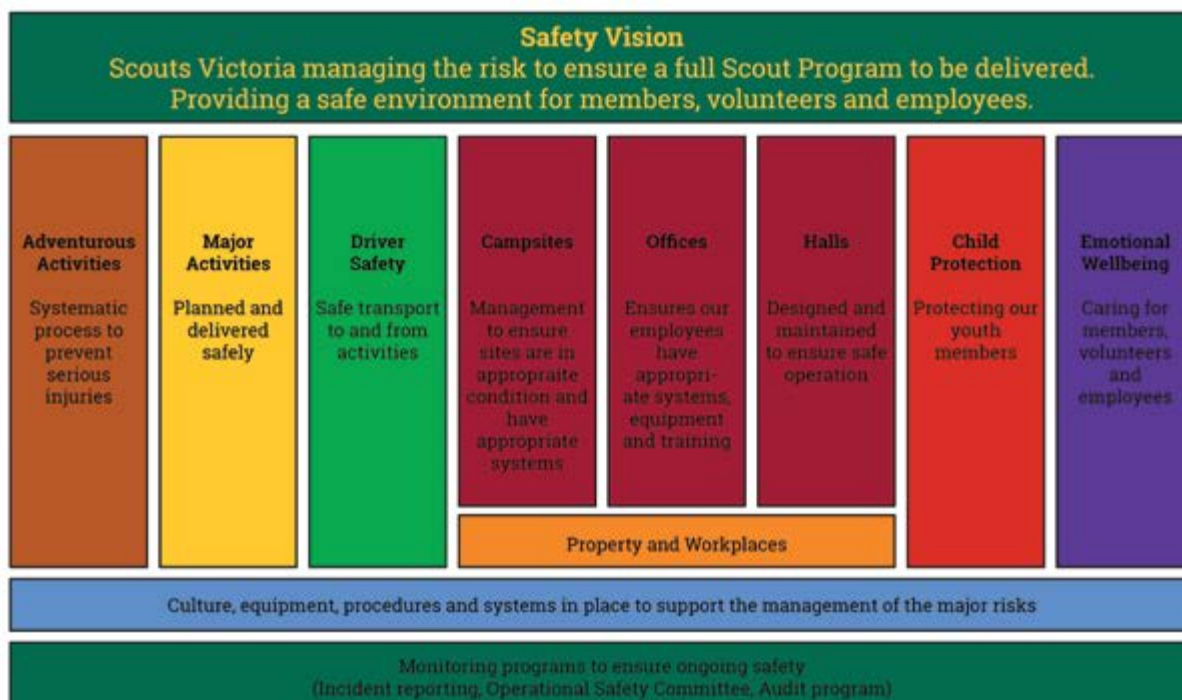 Safety Vision
Scouts Victoria managing the risk to ensure a full Scout Program to be delivered.
Providing a safe environment for members, volunteers and employees.
Adventurous
Activities
Systematic
process to
prevent
serious
injuries
Major
Activities
Planned and
delivered
safely
Driver
Safety
Safe transport
to and from
activities
Campsites
Management
to ensure
sites are in
appropraite
condition and
have
appropriate
systems
Offices
Ensures our
employees
have
appropri-
ate systems,
equipment
and training
Halls
Designed and
maintained
to ensure safe
operation
Property and Workplaces
Child
Protection
Protecting our
youth
members
Emotional
Wellbeing
Caring for
members,
volunteers
and
employees
Culture, equipment, procedures and systems in place to support the management of the major risks
Monitoring programs to ensure ongoing safety
(Incident reporting, Operational Safety Committee, Audit program)